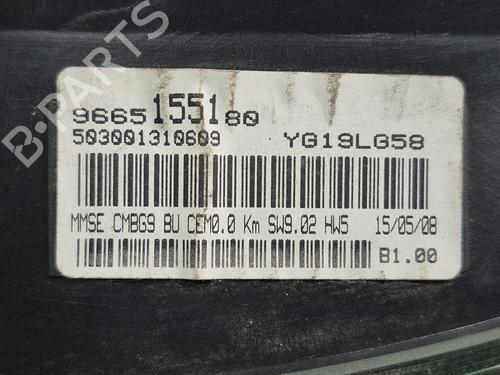 B-PARTS
9665155180
503001310609 YG19LG58
MMSE CMBG9 BU CEM0.0 Km SW9.02 HW5 15/05/08
B1.00